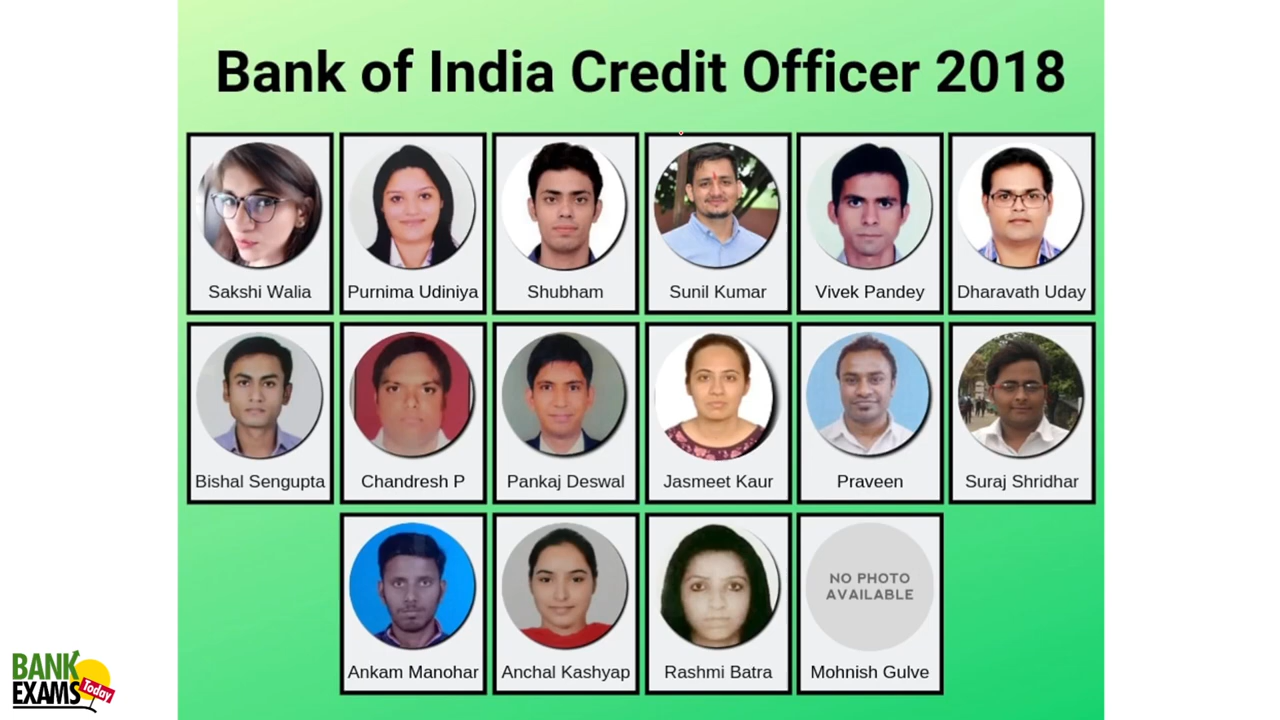 Bank of India Credit Officer 2018
Sakshi Walia
Purnima Udiniya
Shubham
Sunil Kumar
Vivek Pandey
Dharavath Uday
Bishal Sengupta
Chandresh P
Pankaj Deswal
Jasmeet Kaur
Praveen
Suraj Shridhar
Ankam Manohar
Anchal Kashyap
Rashmi Batra
NO PHOTO
AVAILABLE
Mohnish Gulve
BANK
EXAMS
Today